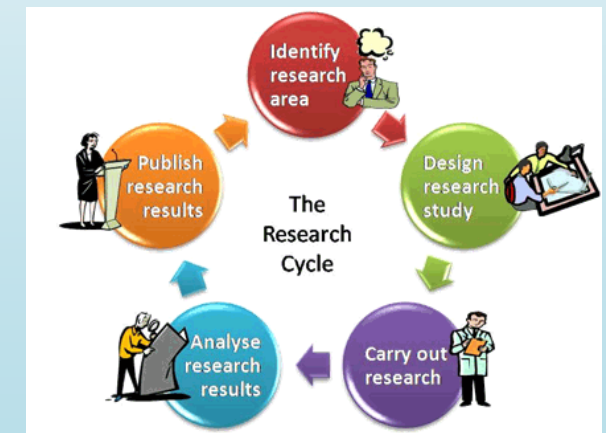 Identify
research
area
Design
research
study
Carry out
research
Analyse
research
results
Publish
research
results
The
Research
Cycle